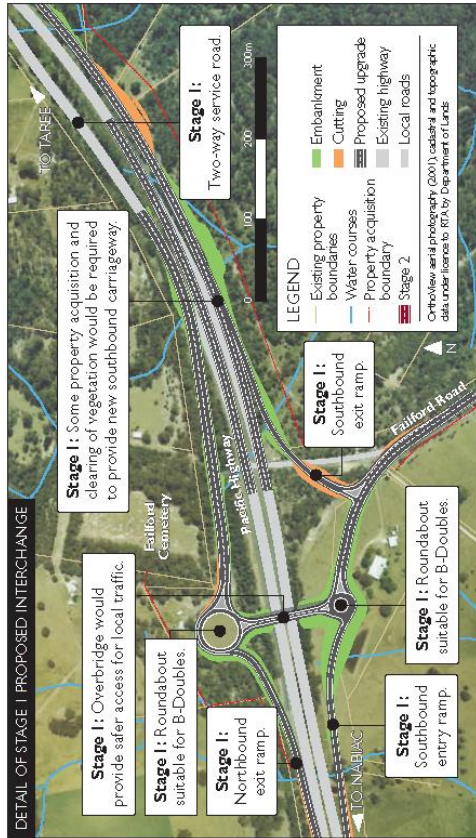 DETAIL OF STAGE 1 PROPOSED INTERCHANGE
Stage 1: Overbridge would
provide safer access for local traffic.
Stage 1: Roundabout
suitable for B-Doubles.
Stage 1:
Northbound
exit ramp.
Stage 1: Some property acquisition and
clearing of vegetation would be required
to provide new southbound carriageway.
TO TAREE
Failford
Cemetery
Pacific Highway
Stage 1:
Two-way service road.
TO NABIAC
Stage 1:
Southbound
entry ramp.
Stage 1: Roundabout
suitable for B-Doubles.
Stage 1:
Southbound
exit ramp.
Failford Road
N
0 100 200 300m
LEGEND
Existing property
boundaries
Water courses
Property acquisition
boundary
Stage 2
Embankment
Cutting
Proposed upgrade
Existing highway
Local roads
OrthoView aerial photography (2001), cadastral and topographic
data under licence to RTA by Department of Lands